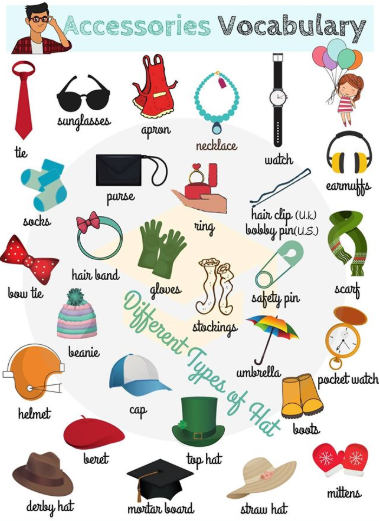 Accessories Vocabulary
tie
sunglasses
apron
necklace
watch
earmuffs
socks
purse
ring
hair clip (U.k)
bobby pin(U.S.)
scarf
bow tie
hair band
gloves
stockings
safety pin
beanie
umbrella
pocket watch
Different Types of Hat
helmet
cap
boots
beret
top hat
derby hat
mortar board
straw hat
mittens